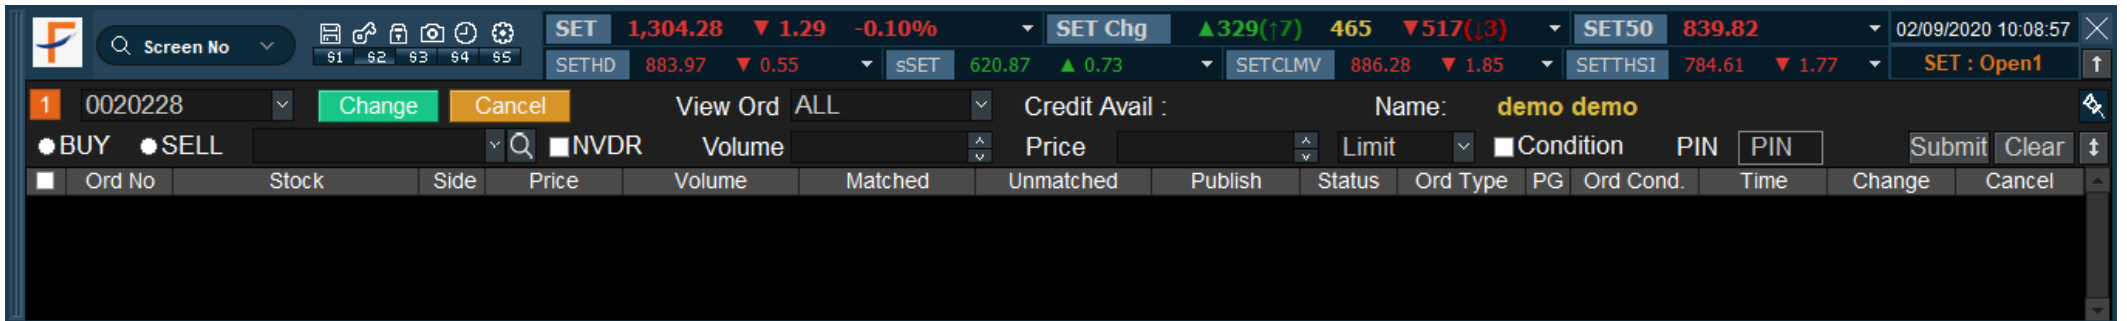 Screen No SET 1,304.28 ▼ 1.29 -0.10% SET Chg ▲329(↑7) 465 ▼517(↓3) SET50 839.82 02/09/2020 10:08:57
S1 S2 S3 S4 S5 SETHD 883.97 ▼ 0.55 sSET 620.87 ▲ 0.73 SETCLMV 886.28 ▼ 1.85 SETTHSI 784.61 ▼ 1.77 SET : Open1
1 0020228 Change Cancel View Ord ALL Credit Avail : Name: demo demo
BUY SELL NVDR Volume Price Limit Condition PIN PIN Submit Clear
Ord No Stock Side Price Volume Matched Unmatched Publish Status Ord Type PG Ord Cond. Time Change Cancel